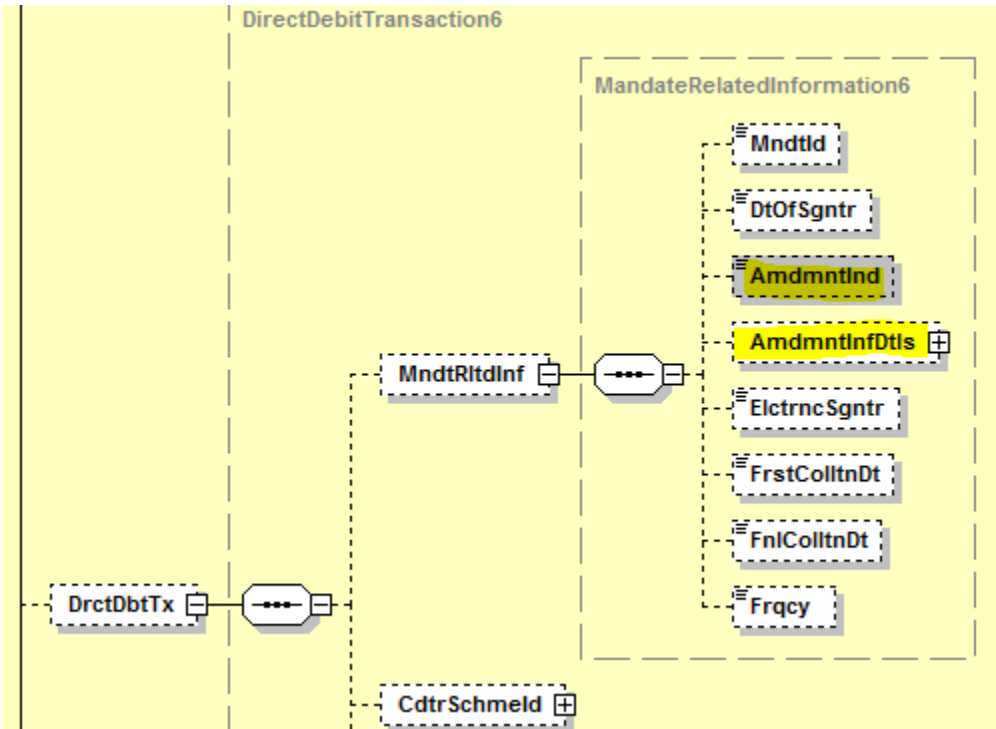 DirectDebitTransaction6
MandateRelatedInformation6
MndtId
DtOfSgntr
AmdmntInd
AmdmntInfDtls
MndtRltdInf
ElctrncSgntr
FrstColltnDt
FnlColltnDt
DrctDbtTx
Frqcy
CdtrSchmeId